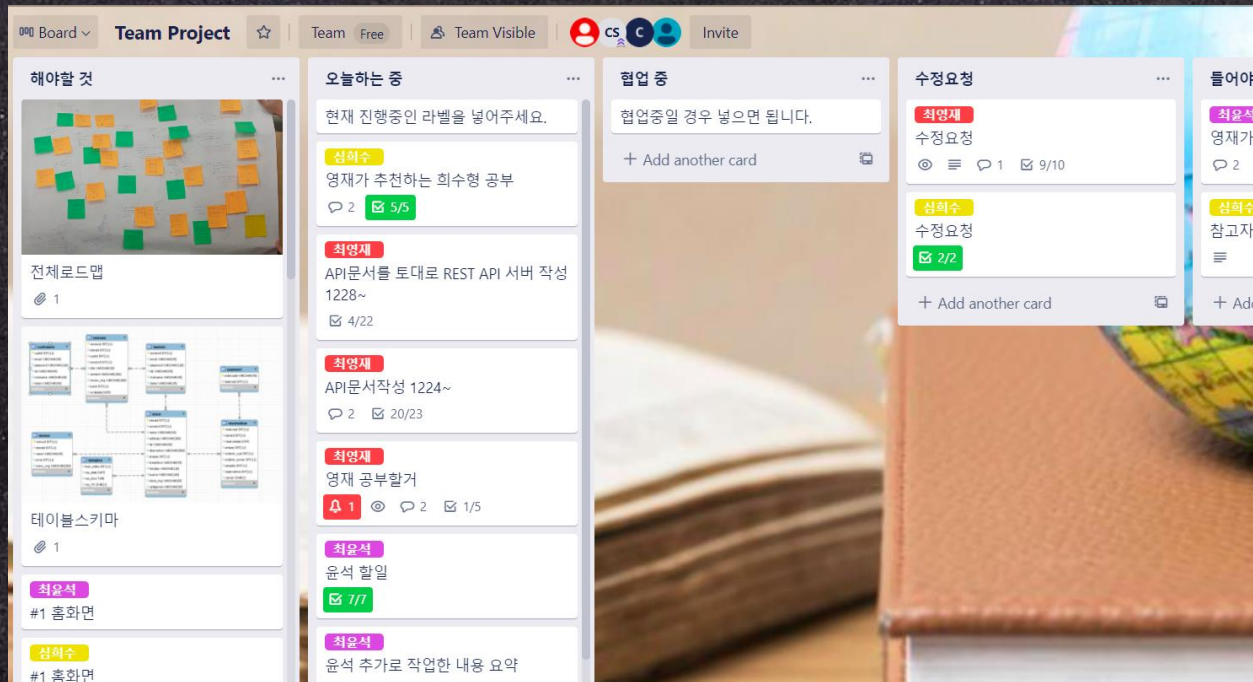 Board
Team Project
Team Free
Team Visible
CS
C
Invite
해야할 것
전체로드맵
1
테이블스키마
1
최윤석
#1 홈화면
심희수
#1 홈화면
오늘하는 중
현재 진행중인 라벨을 넣어주세요.
심희수
영재가 추천하는 희수형 공부
2 5/5
최영재
API문서를 토대로 REST API 서버 작성
1228~
4/22
최영재
API문서작성 1224~
2 20/23
최영재
영재 공부할거
1 2 1/5
최윤석
윤석 할일
7/7
최윤석
윤석 추가로 작업한 내용 요약
협업 중
협업중일 경우 넣으면 됩니다.
+ Add another card
수정요청
최영재
수정요청
1 9/10
심희수
수정요청
2/2
+ Add another card
들어야
최윤석
영재가
2
심희수
참고자
+ Add